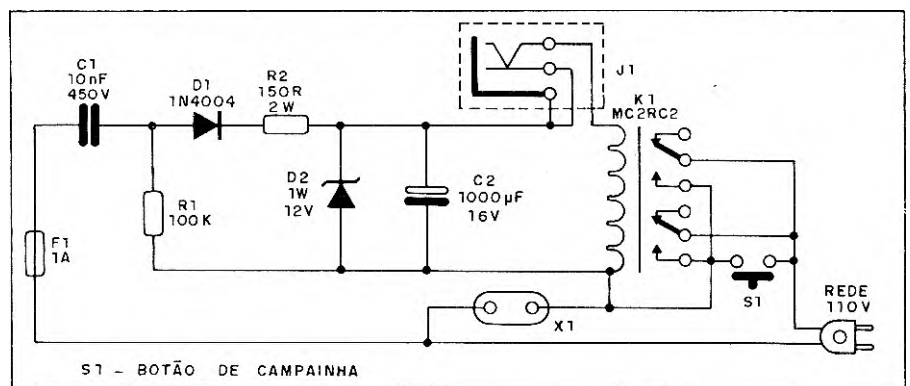 C1
10nF
450V
D1
1N4004
R2
150R
2W
J1
K1
MC2RC2
D2
1W
12V
C2
1000µF
16V
R1
100K
F1
1A
X1
S1
REDE
110V
S1 - BOTÃO DE CAMPAINHA